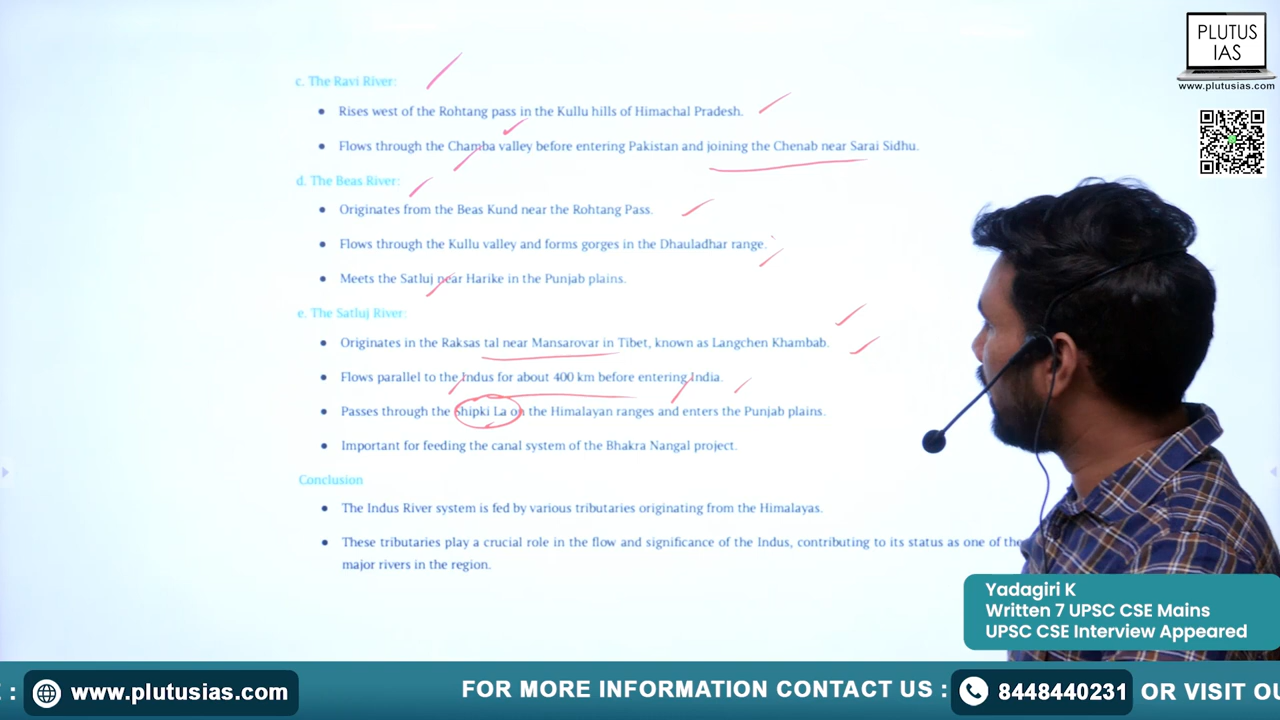 PLUTUS
IAS
www.plutusias.com
c. The Ravi River:
• Rises west of the Rohtang pass in the Kullu hills of Himachal Pradesh.
• Flows through the Chamba valley before entering Pakistan and joining the Chenab near Sarai Sidhu.
d. The Beas River:
• Originates from the Beas Kund near the Rohtang Pass.
• Flows through the Kullu valley and forms gorges in the Dhauladhar range.
• Meets the Satluj near Harike in the Punjab plains.
e. The Satluj River:
• Originates in the Raksas tal near Mansarovar in Tibet, known as Langchen Khambab.
• Flows parallel to the Indus for about 400 km before entering India.
• Passes through the Shipki La on the Himalayan ranges and enters the Punjab plains.
• Important for feeding the canal system of the Bhakra Nangal project.
Conclusion
• The Indus River system is fed by various tributaries originating from the Himalayas.
• These tributaries play a crucial role in the flow and significance of the Indus, contributing to its status as one of the
major rivers in the region.
Yadagiri K
Written 7 UPSC CSE Mains
UPSC CSE Interview Appeared
: www.plutusias.com FOR MORE INFORMATION CONTACT US : 8448440231 OR VISIT